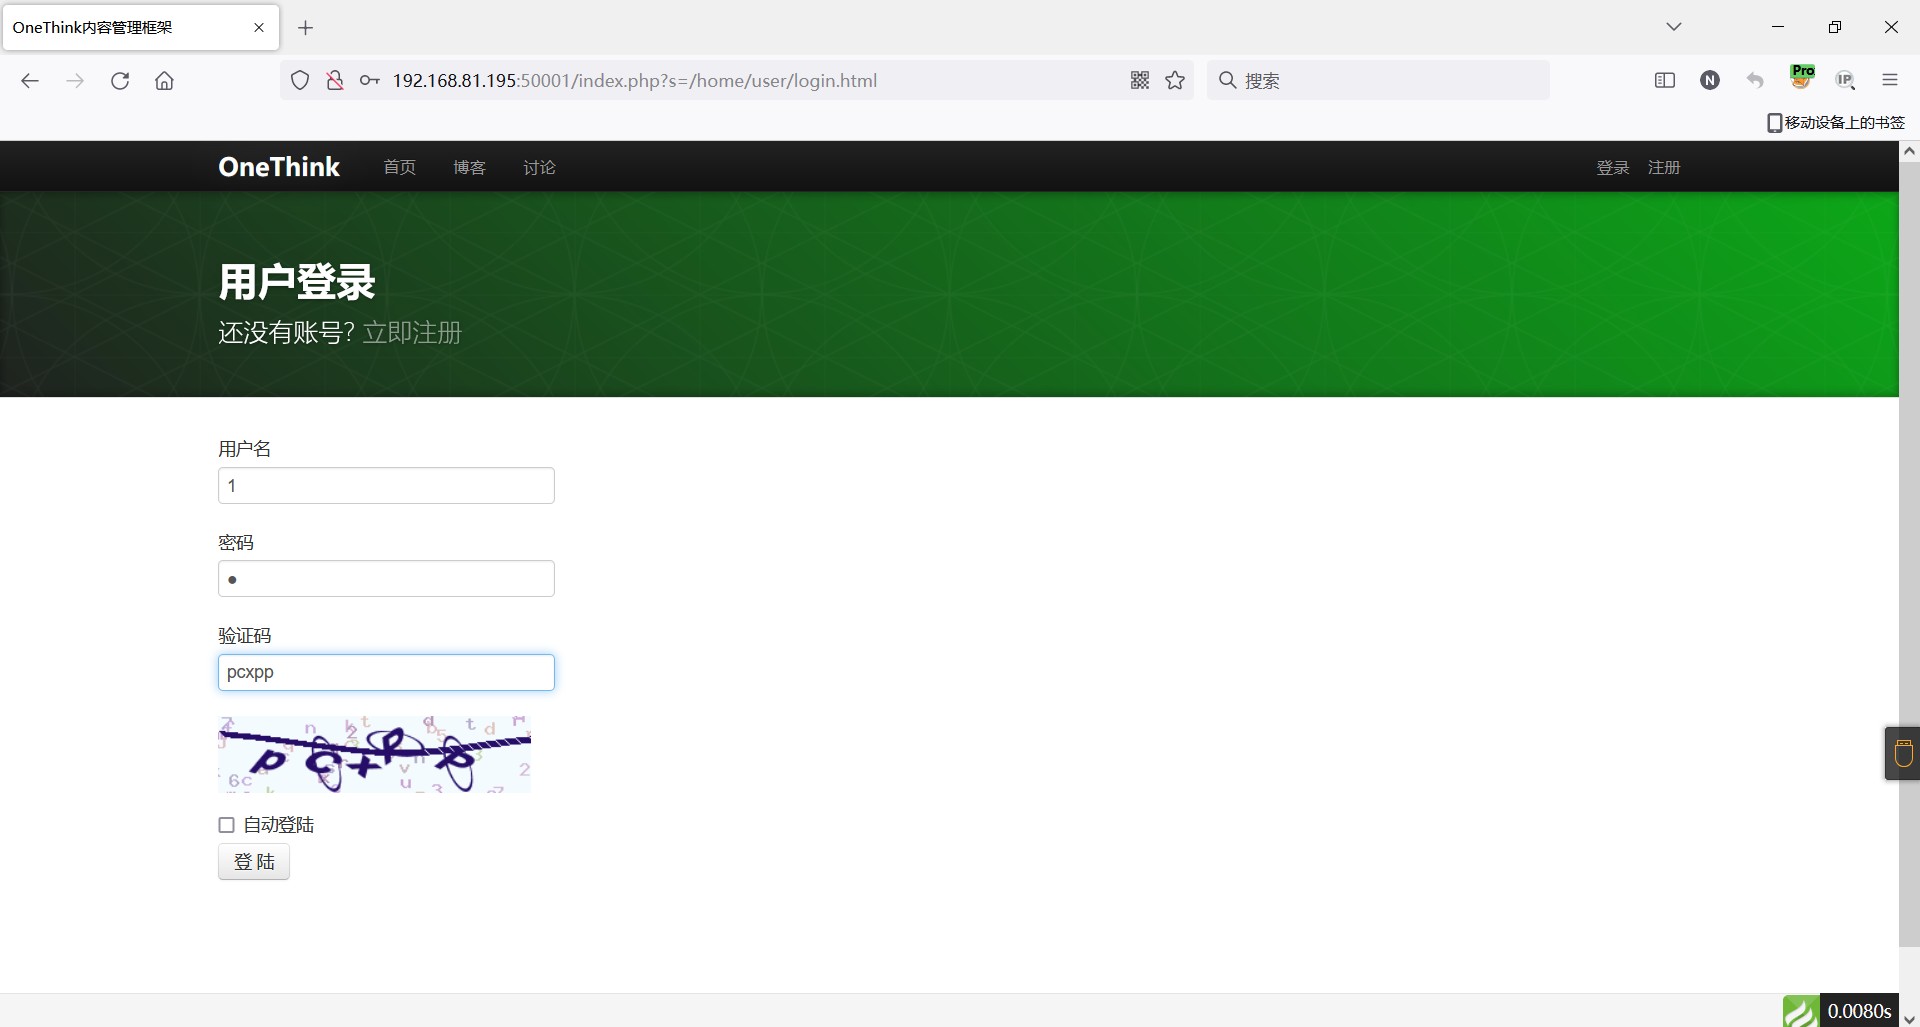 OneThink内容管理框架
192.168.81.195:50001/index.php?s=/home/user/login.html
搜索
Pro
N
IP
移动设备上的书签
OneThink 首页 博客 讨论 登录 注册
用户登录
还没有账号? 立即注册
用户名
1
密码
验证码
pcxpp
p c x p p
自动登陆
登 陆
0.0080s